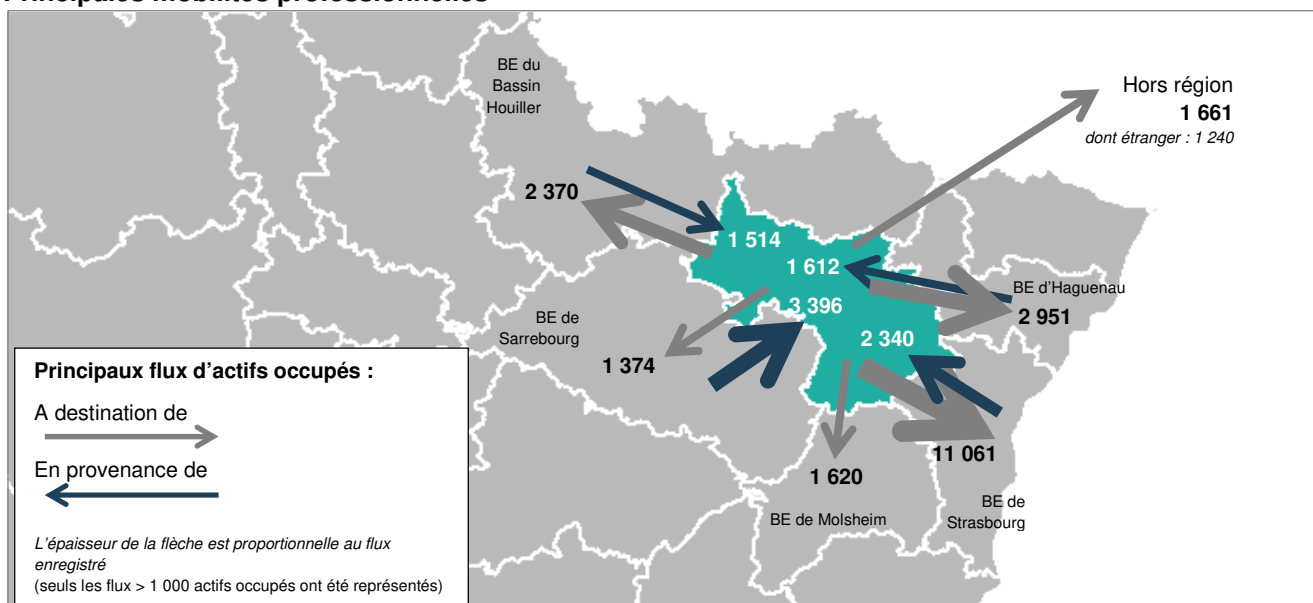 Principales mobilités professionnelles
BE du
Bassin
Houiller
Hors région
1 661
dont étranger : 1 240
2 370
1 514
1 612
BE d'Haguenau
2 951
3 396
BE de
Sarrebourg
1 374
2 340
11 061
1 620
BE de Molsheim
BE de
Strasbourg
Principaux flux d'actifs occupés :
A destination de
En provenance de
L'épaisseur de la flèche est proportionnelle au flux
enregistré
(seuls les flux > 1 000 actifs occupés ont été représentés)